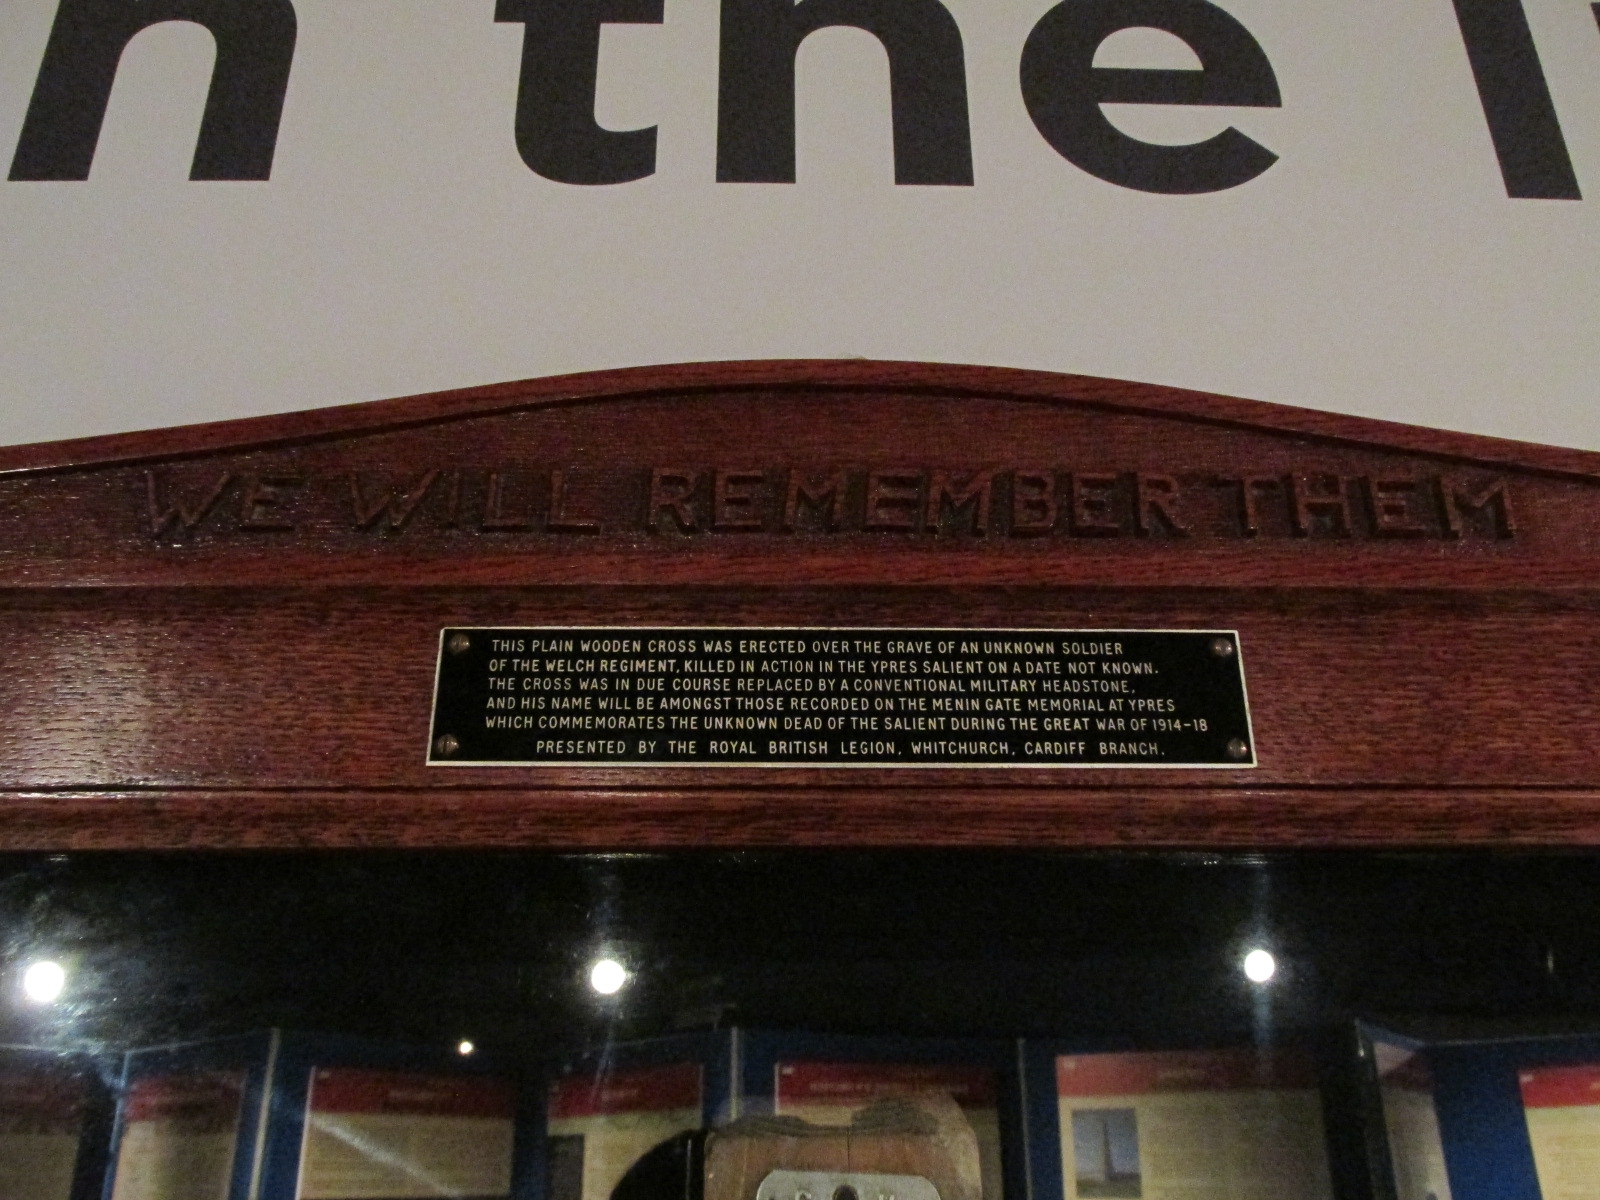 n the
WE WILL REMEMBER THEM
THIS PLAIN WOODEN CROSS WAS ERECTED OVER THE GRAVE OF AN UNKNOWN SOLDIER
OF THE WELCH REGIMENT, KILLED IN ACTION IN THE YPRES SALIENT ON A DATE NOT KNOWN.
THE CROSS WAS IN DUE COURSE REPLACED BY A CONVENTIONAL MILITARY HEADSTONE,
AND HIS NAME WILL BE AMONGST THOSE RECORDED ON THE MENIN GATE MEMORIAL AT YPRES
WHICH COMMEMORATES THE UNKNOWN DEAD OF THE SALIENT DURING THE GREAT WAR OF 1914-18
PRESENTED BY THE ROYAL BRITISH LEGION, WHITCHURCH, CARDIFF BRANCH.